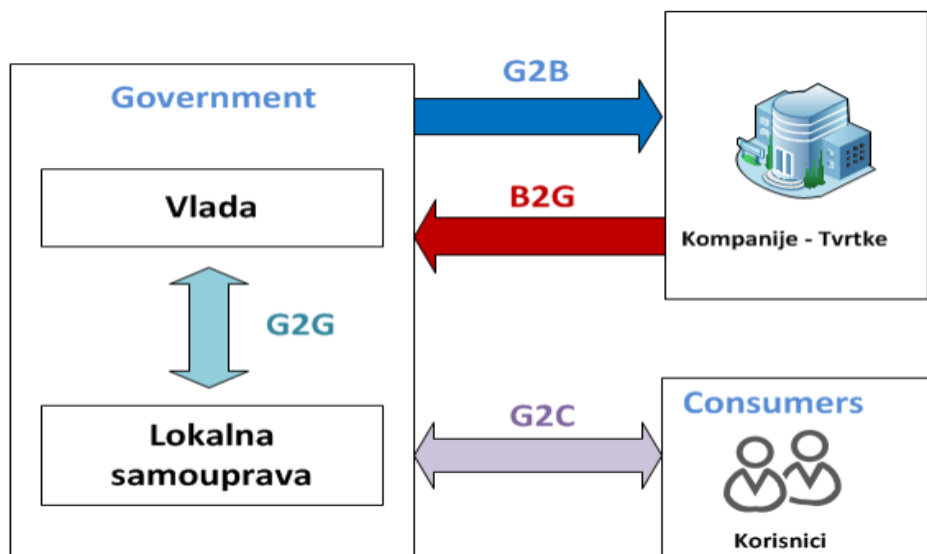 Government
Vlada
G2G
Lokalna
samouprava
G2B
B2G
G2C
Kompanije - Tvrtke
Consumers
Korisnici